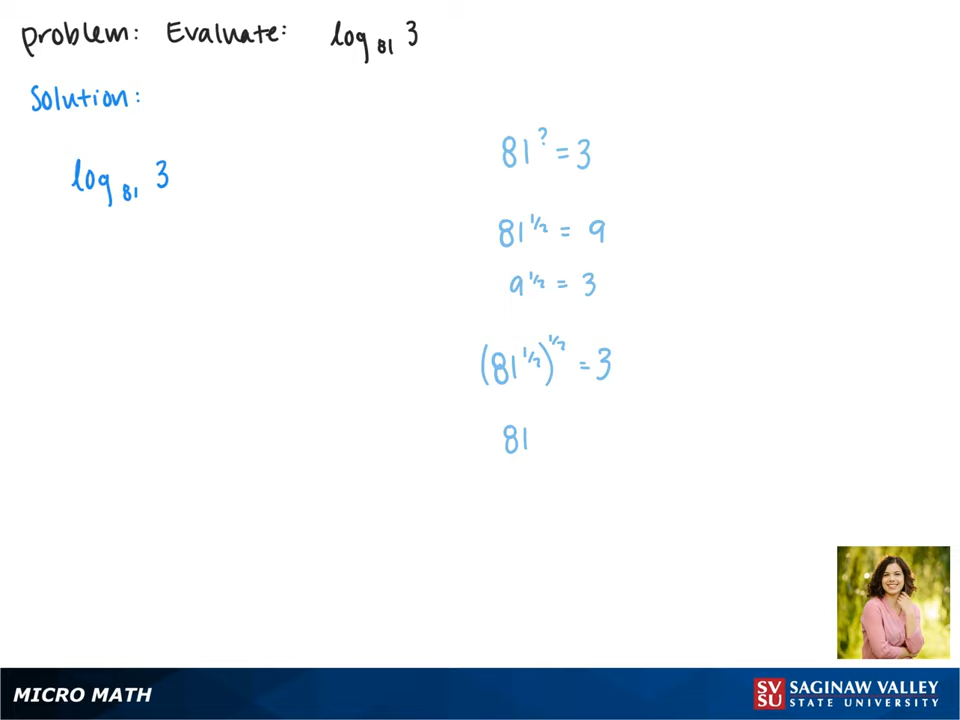 Problem: Evaluate: log₈₁ 3
Solution:
log₈₁ 3
81^? = 3
81^{1/2} = 9
9^{1/2} = 3
(81^{1/2})^{1/2} = 3
81
MICRO MATH
SV SU SAGINAW VALLEY
STATE UNIVERSITY